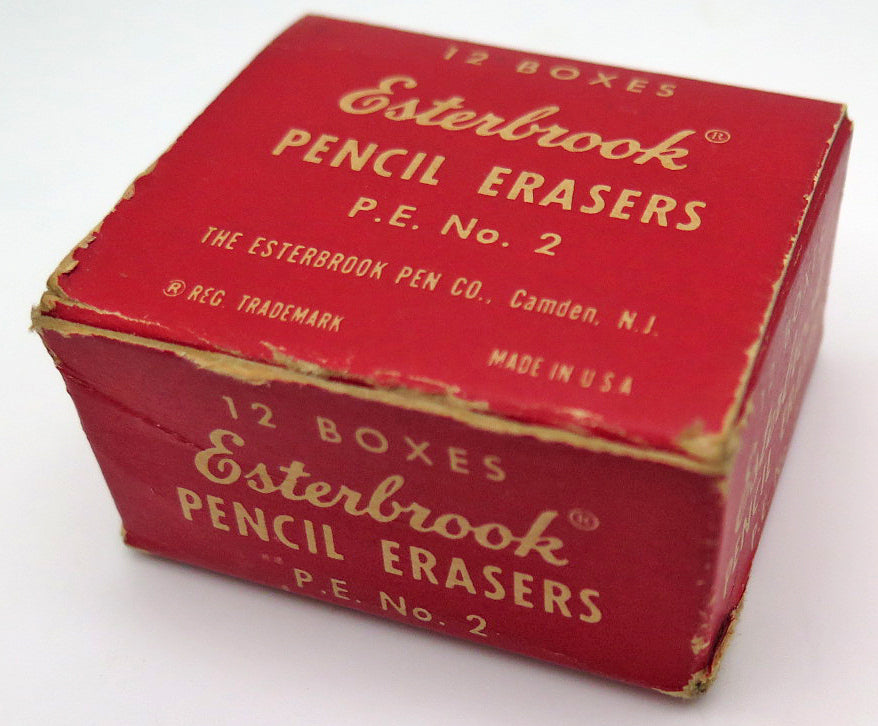 12 BOXES
Esterbrook®
PENCIL ERASERS
P.E. No. 2
THE ESTERBROOK PEN CO., Camden, N.J.
® REG. TRADEMARK
MADE IN U S A
12 BOXES
Esterbrook®
PENCIL ERASERS
P.E. No. 2